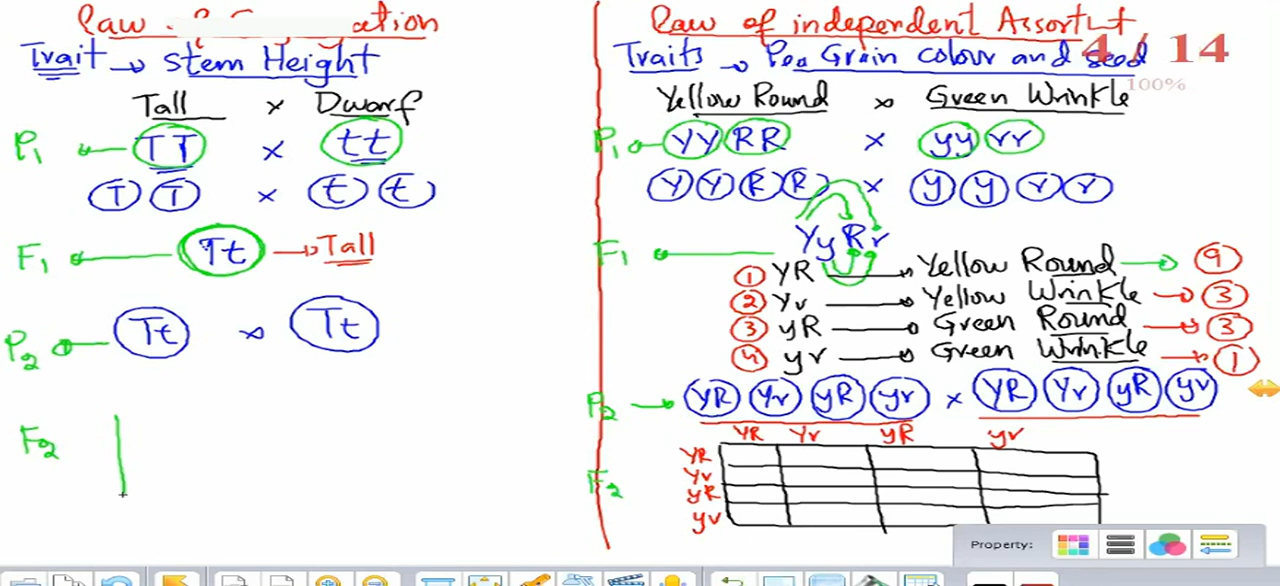 Law of ation
Trait → Stem Height
Tall × Dwarf
P1 ← TT × tt
T T × t t
F1 ← Tt → Tall
P2 ← Tt × Tt
F2
Law of independent
Traits → Pea Grain colour and seed
4 / 14
100%
Yellow Round × Green Wrinkle
P1 ← YY RR × yy rr
Y Y R R × y y r r
F1 ← YyRr
① YR → Yellow Round → 9
② Yr → Yellow Wrinkle → 3
③ yR → Green Round → 3
④ yr → Green Wrinkle → 1
P2 → YR Yr yR yr × YR Yr yR yr
YR Yr yR yr
F2
YR
Yr
yR
yr
Property: